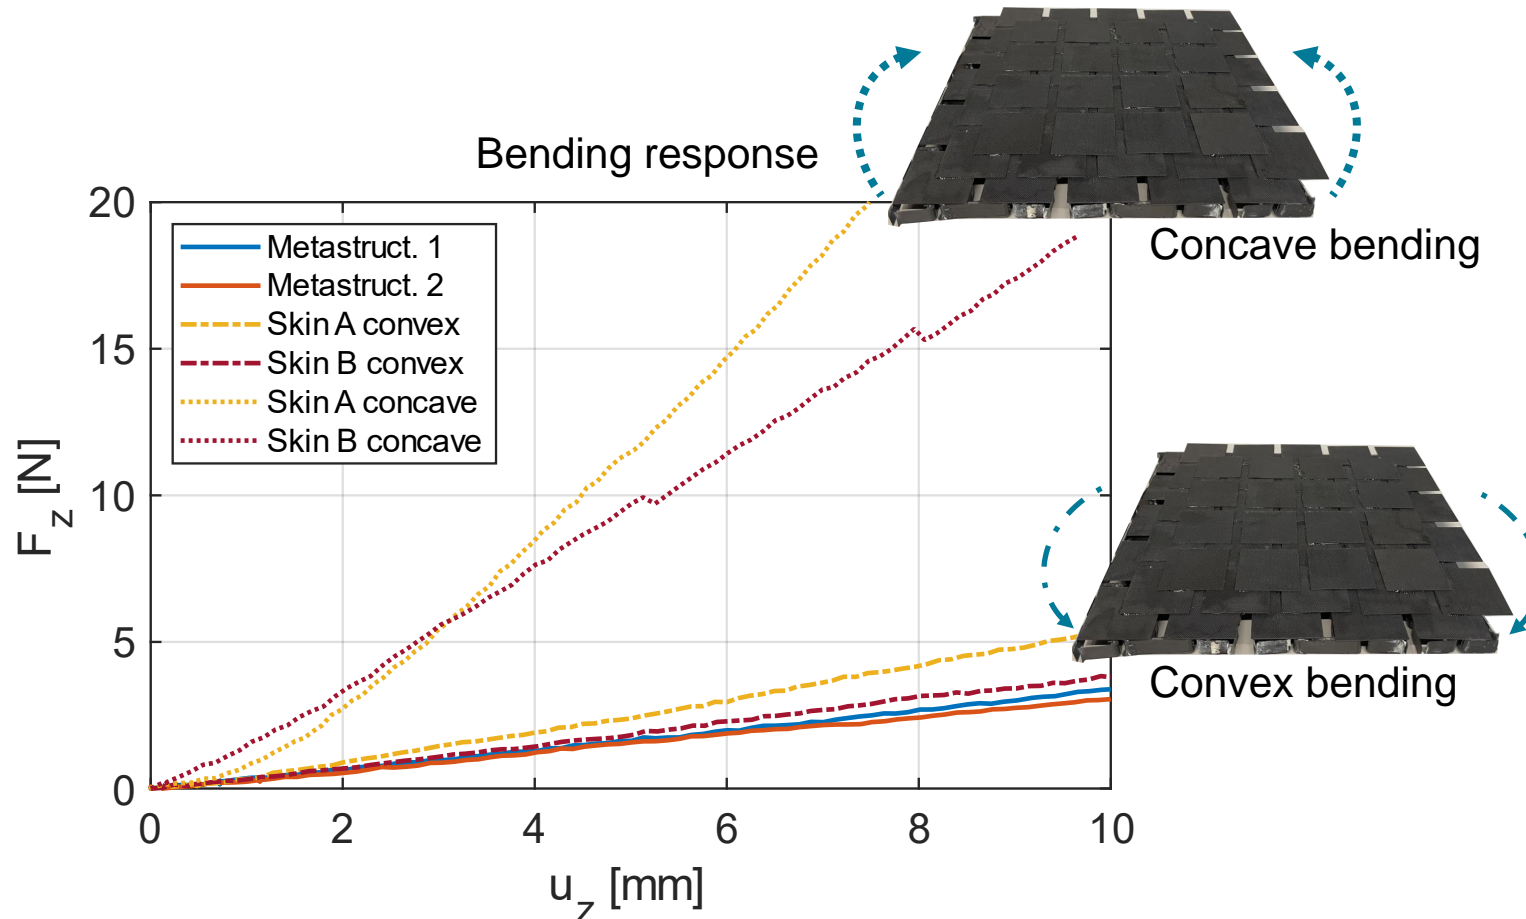 Bending response
Concave bending
20
15
10
5
0
Metastruct. 1
Metastruct. 2
Skin A convex
Skin B convex
Skin A concave
Skin B concave
F_z [N]
Convex bending
0 2 4 6 8 10
u_z [mm]